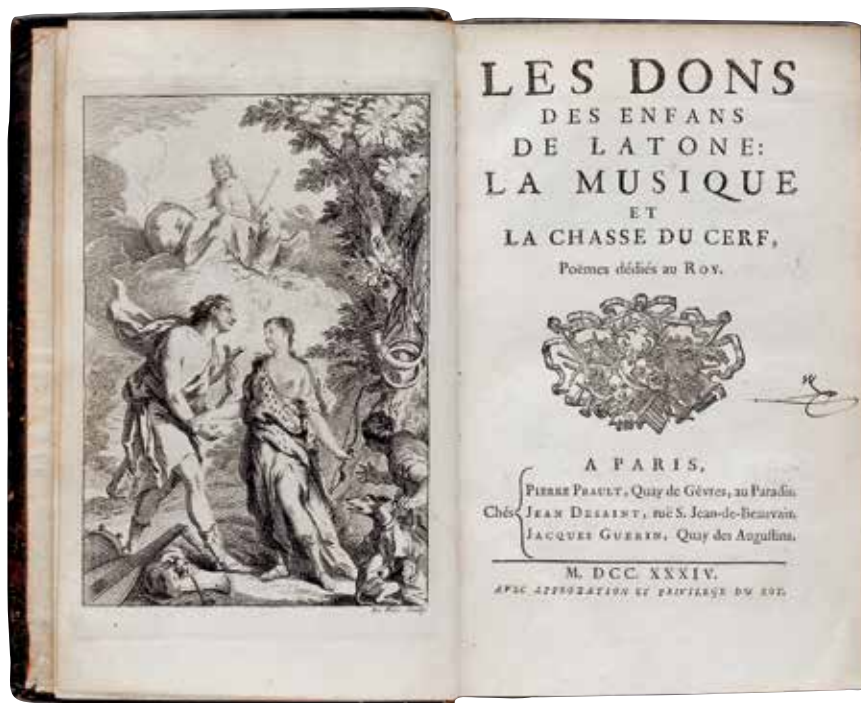 LES DONS
DES ENFANS
DE LATONE:
LA MUSIQUE
ET
LA CHASSE DU CERF,
Poëmes dédiés au ROY.
A PARIS,
Chés
PIERRE PRAULT, Quay de Gêvres, au Paradis.
JEAN DESAINT, ruë S. Jean-de-Beauvais.
JACQUES GUERIN, Quay des Augustins.
M. DCC. XXXIV.
AVEC APPROBATION ET PRIVILEGE DU ROY.